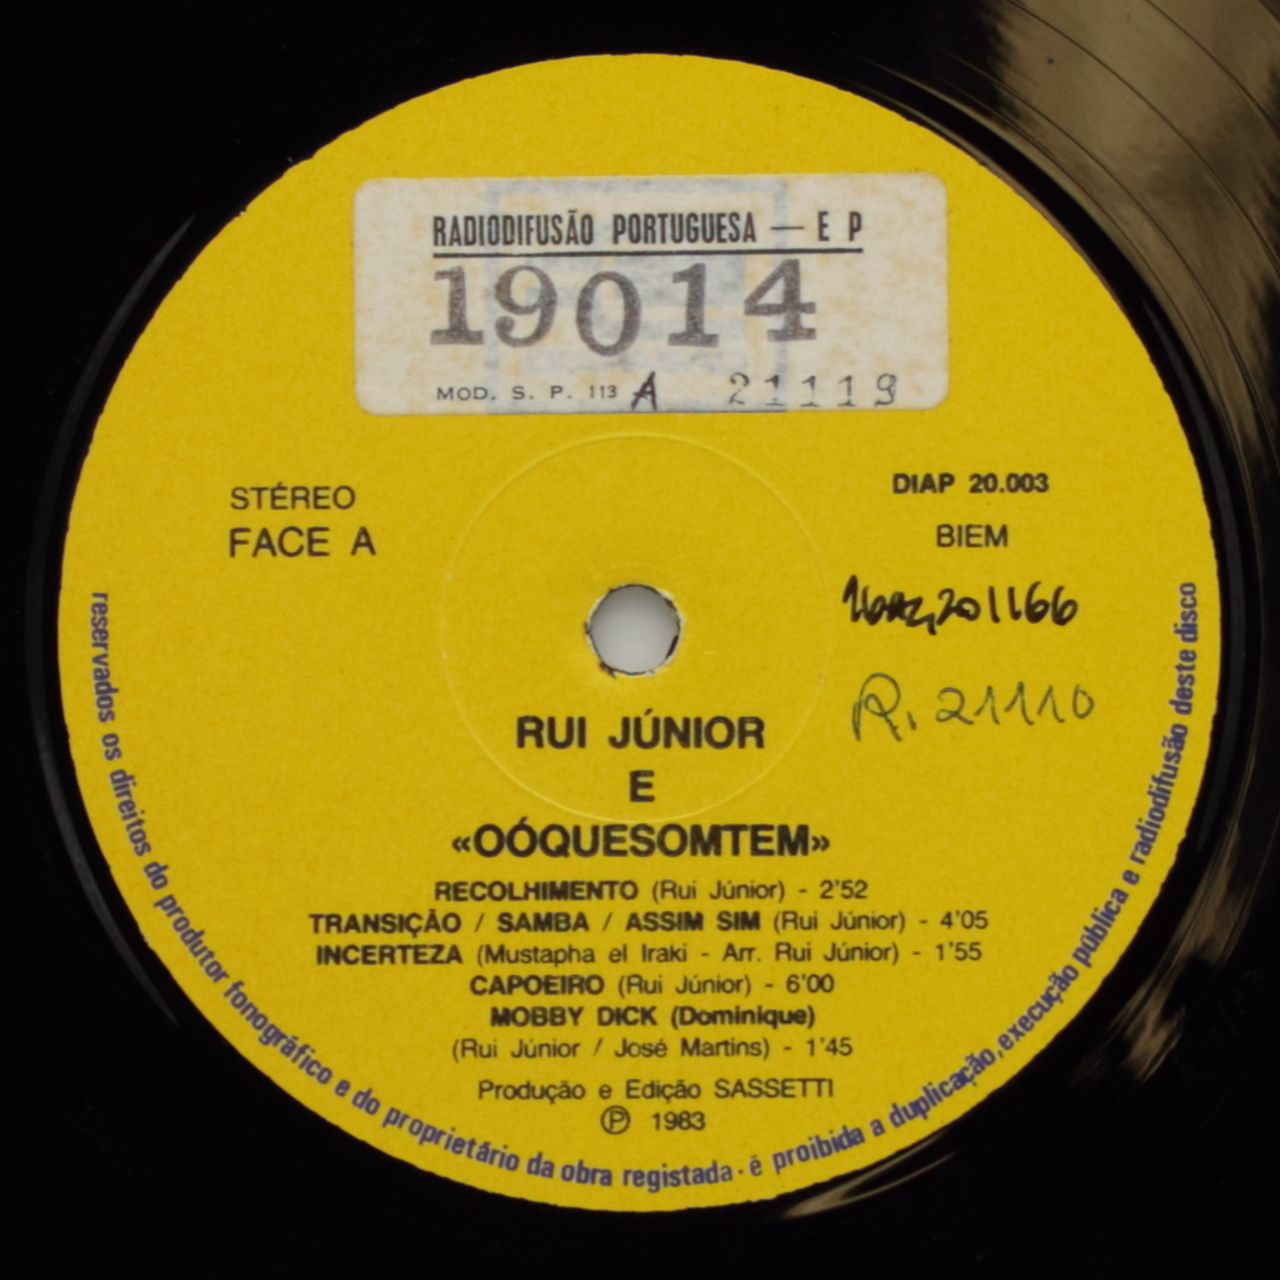 RADIODIFUSÃO PORTUGUESA — E P
19014
MOD. S. P. 113 A 21119
STÉREO
FACE A
DIAP 20.003
BIEM
R. 21110
RUI JÚNIOR
E
«OÓQUESOMTEM»
RECOLHIMENTO (Rui Júnior) - 2'52
TRANSIÇÃO / SAMBA / ASSIM SIM (Rui Júnior) - 4'05
INCERTEZA (Mustapha el Iraki - Arr. Rui Júnior) - 1'55
CAPOEIRO (Rui Júnior) - 6'00
MOBBY DICK (Dominique)
(Rui Júnior / José Martins) - 1'45
Produção e Edição SASSETTI
℗ 1983
reservados os direitos do produtor fonográfico e do proprietário da obra registada · é proibida a duplicação, execução pública e radiodifusão deste disco